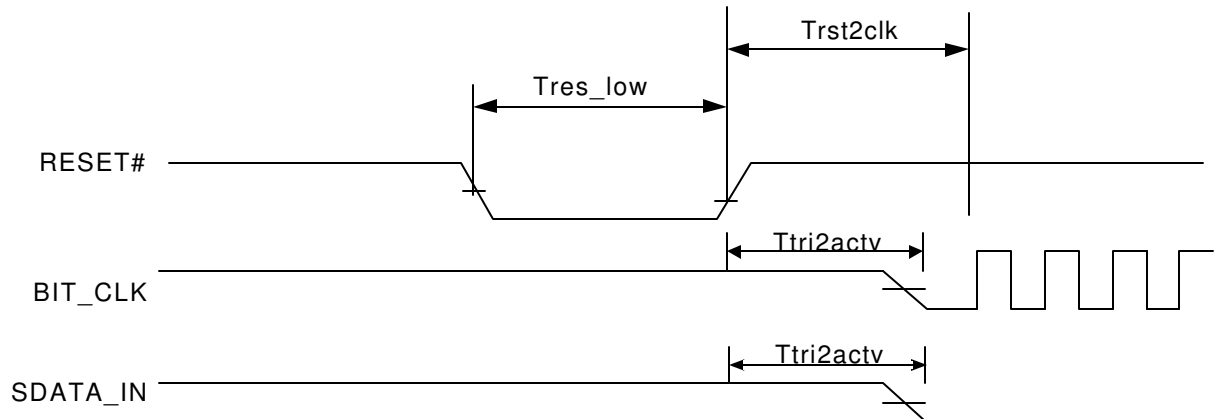 Trst2clk
Tres_low
RESET#
Ttri2actv
BIT_CLK
Ttri2actv
SDATA_IN